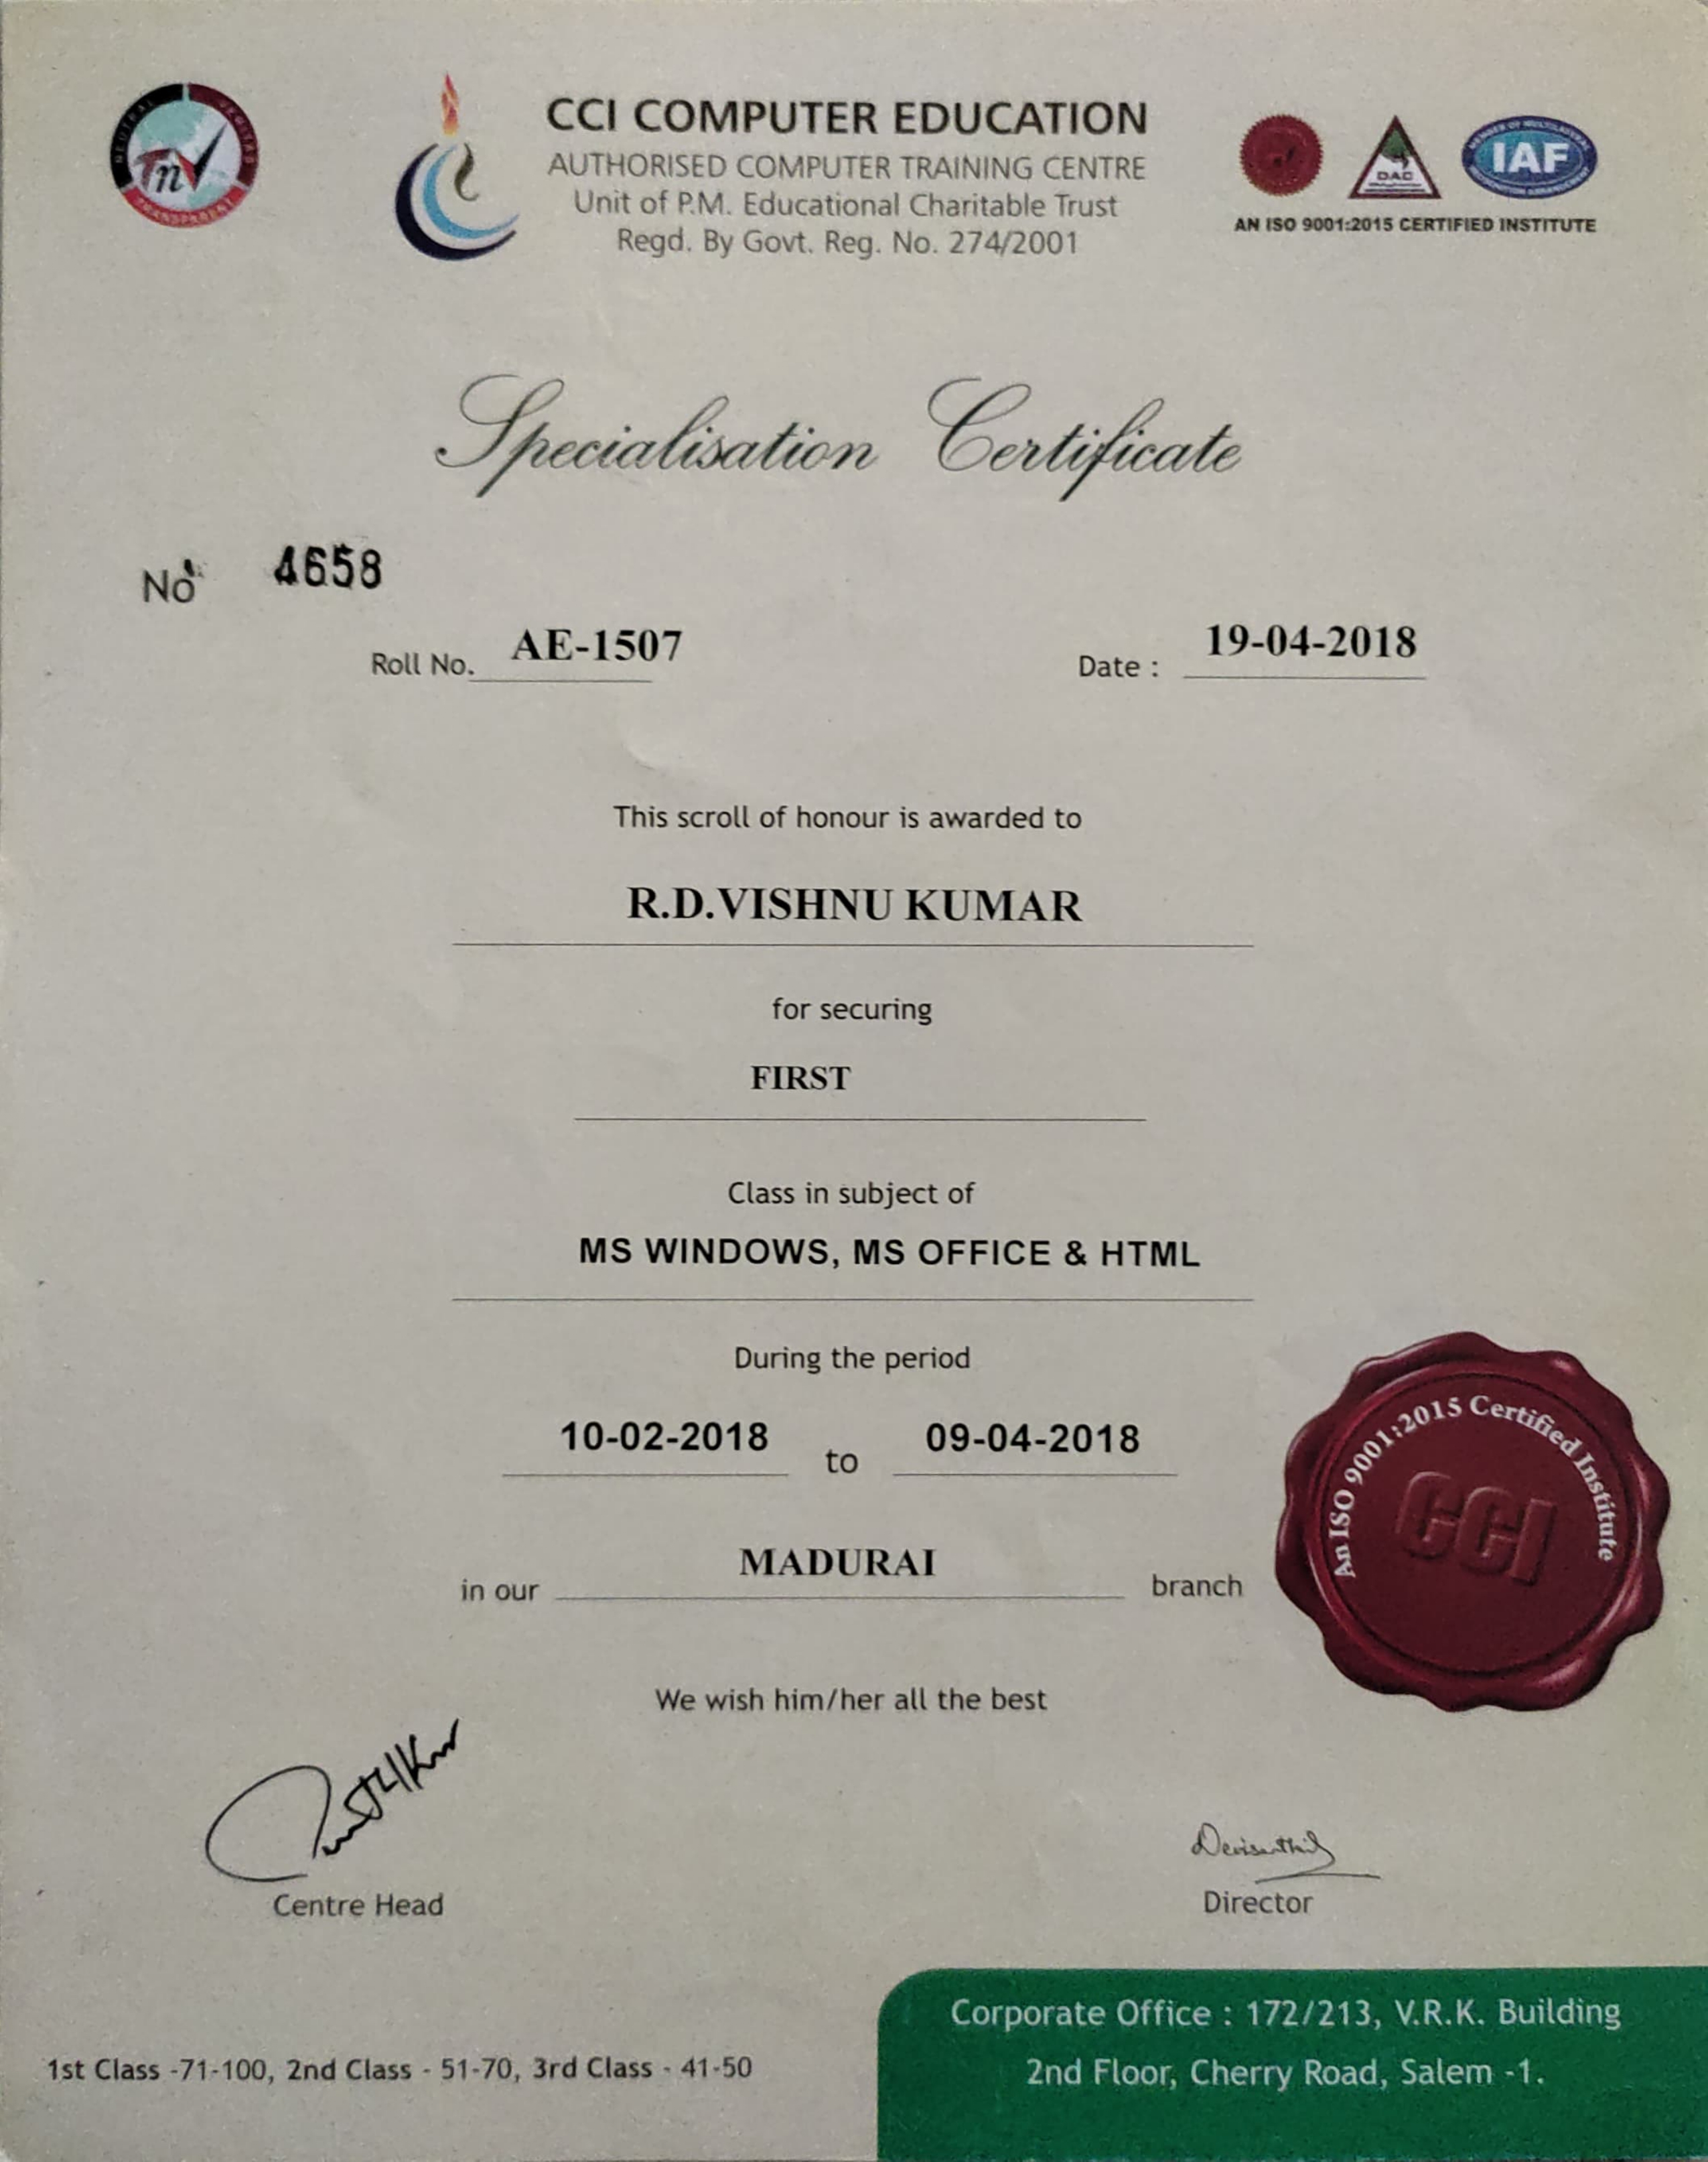 CCI COMPUTER EDUCATION
AUTHORISED COMPUTER TRAINING CENTRE
Unit of P.M. Educational Charitable Trust
Regd. By Govt. Reg. No. 274/2001
TnV
TRANSPARENT
DAC
IAF
AN ISO 9001:2015 CERTIFIED INSTITUTE
Specialisation Certificate
No 4658
Roll No. AE-1507
Date : 19-04-2018
This scroll of honour is awarded to
R.D.VISHNU KUMAR
for securing
FIRST
Class in subject of
MS WINDOWS, MS OFFICE & HTML
During the period
10-02-2018 to 09-04-2018
in our MADURAI branch
An ISO 9001:2015 Certified Institute
CCI
We wish him/her all the best
Centre Head
Director
1st Class -71-100, 2nd Class - 51-70, 3rd Class - 41-50
Corporate Office : 172/213, V.R.K. Building
2nd Floor, Cherry Road, Salem -1.